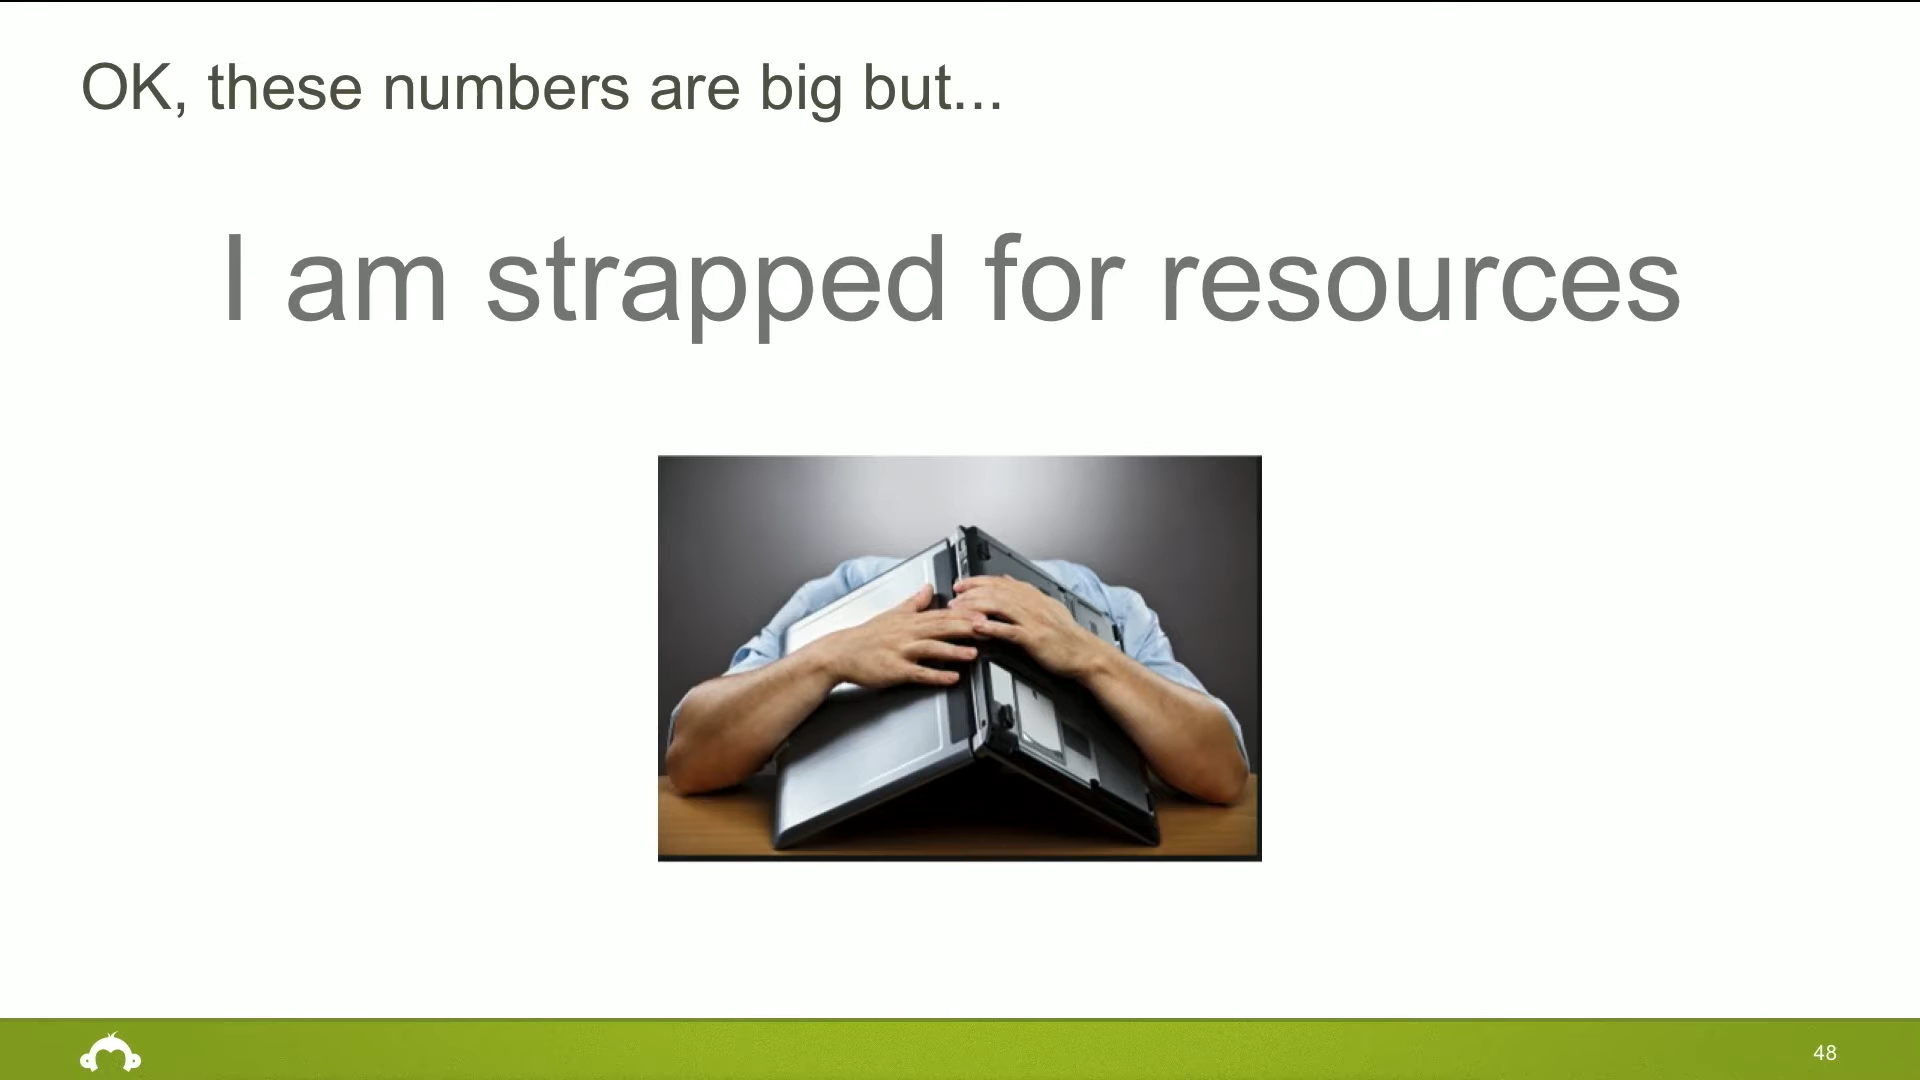 OK, these numbers are big but...
I am strapped for resources
48